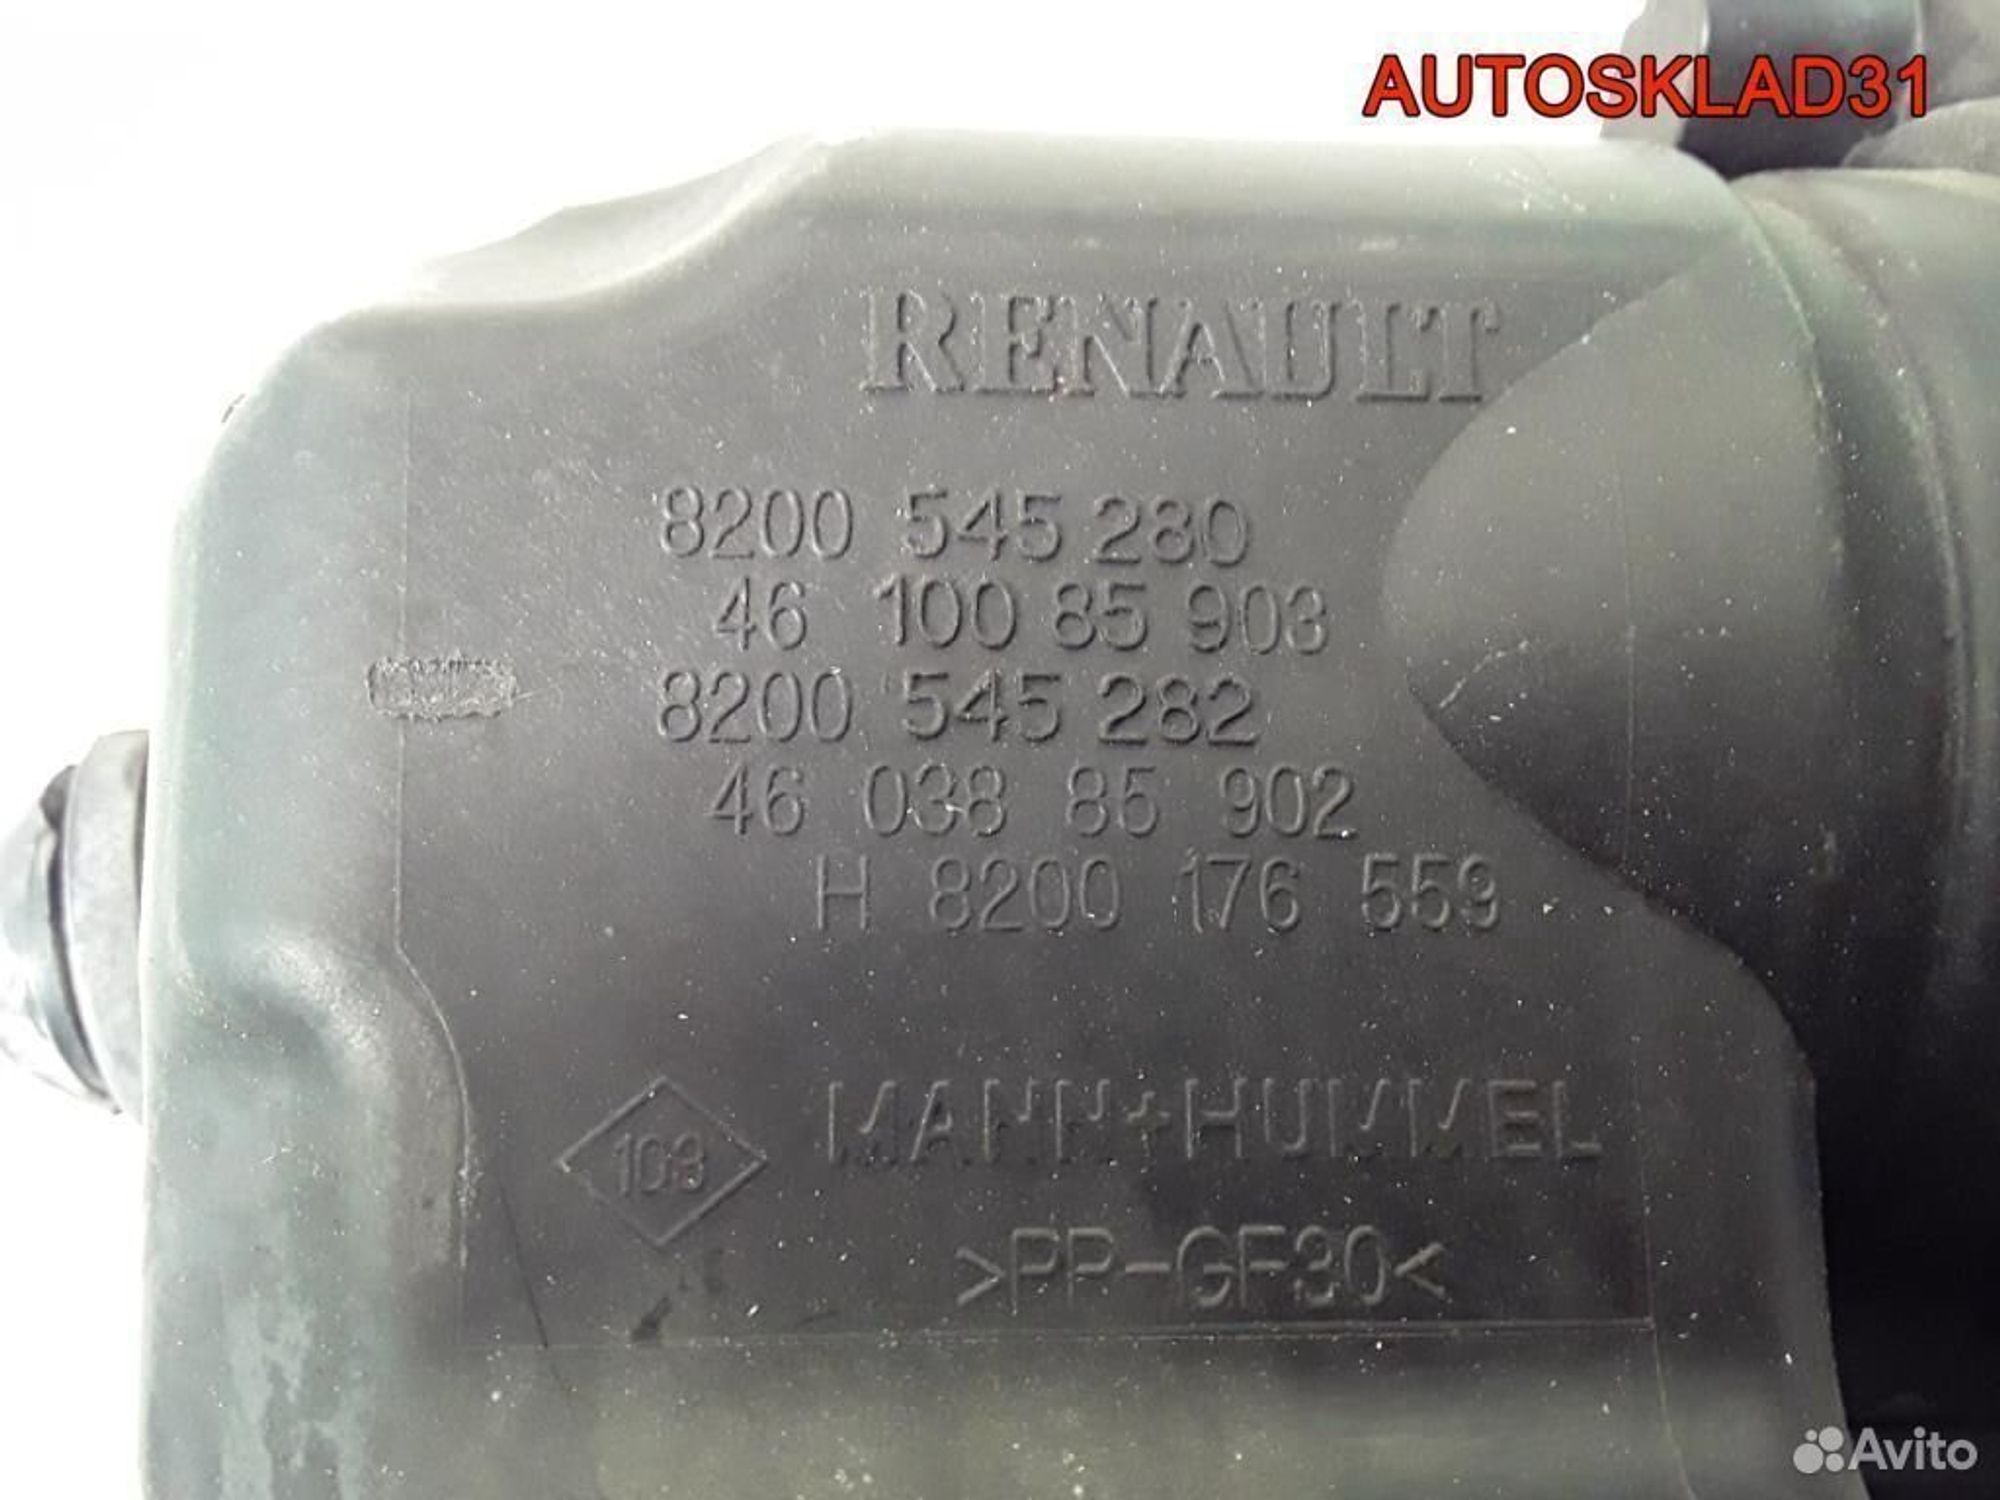 AUTOSKLAD31
RENAULT
8200 545 280
46 100 85 903
8200 545 282
46 038 85 902
H 8200 176 559
108
MANN+HUMMEL
>PP-GF30<
Avito